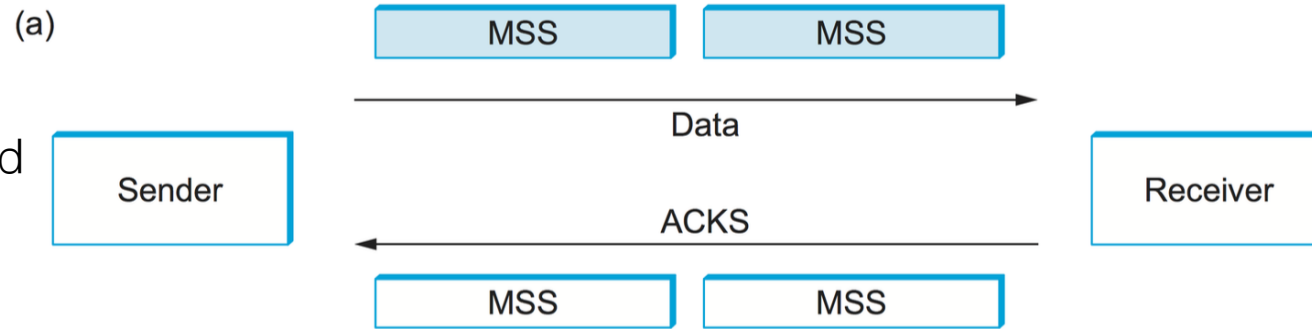 (a)
MSS MSS
Data
d
Sender
Receiver
ACKS
MSS MSS